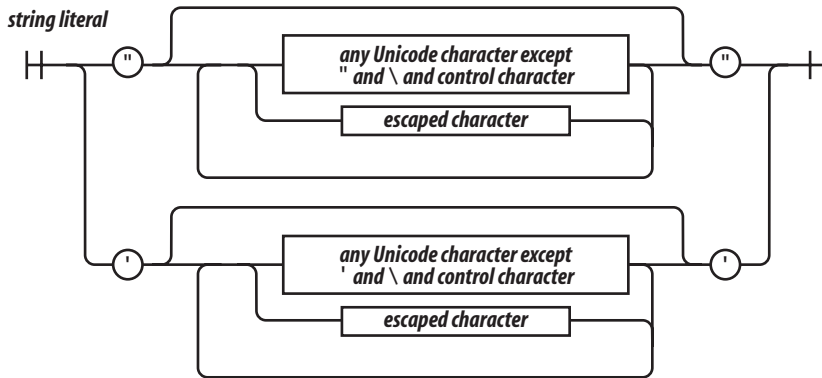 string literal
" any Unicode character except "
" and \ and control character
escaped character
' any Unicode character except '
' and \ and control character
escaped character